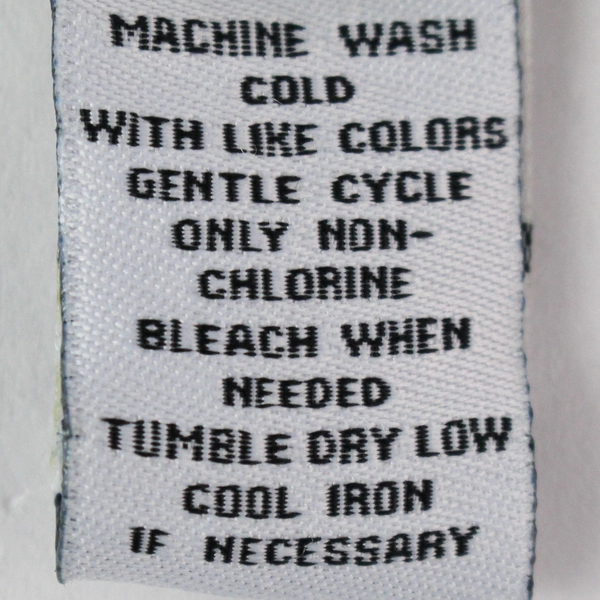 MACHINE WASH
COLD
WITH LIKE COLORS
GENTLE CYCLE
ONLY NON-
CHLORINE
BLEACH WHEN
NEEDED
TUMBLE DRY LOW
COOL IRON
IF NECESSARY